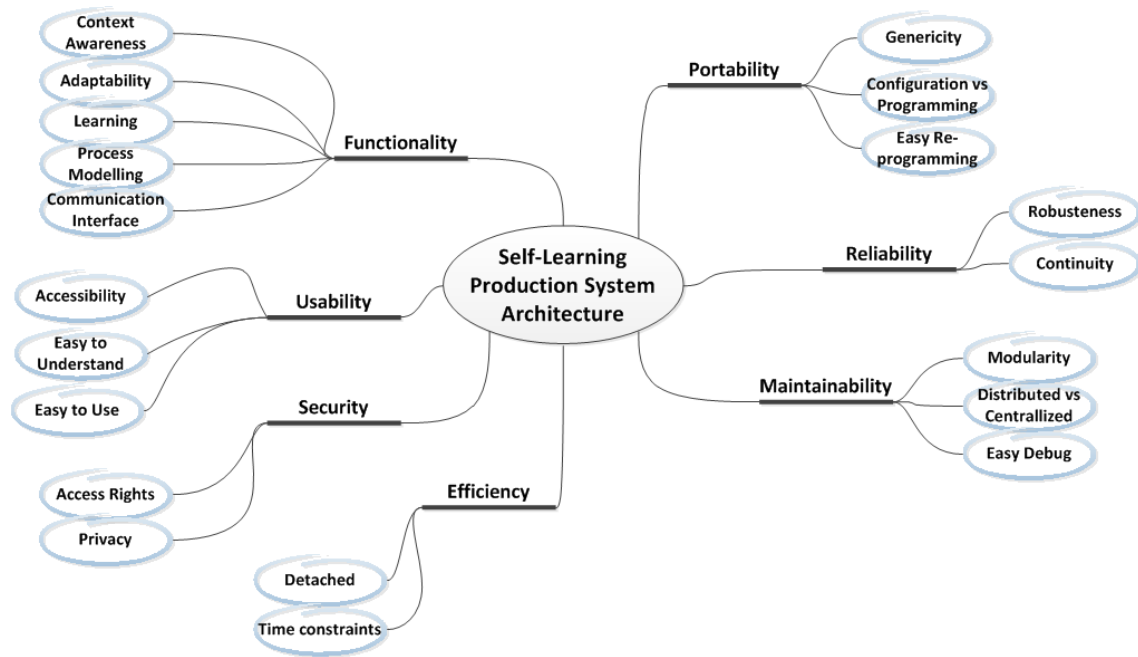 Context
Awareness
Adaptability
Learning
Process
Modelling
Communication
Interface
Functionality
Accessibility
Easy to
Understand
Easy to Use
Usability
Access Rights
Privacy
Security
Detached
Time constraints
Efficiency
Self-Learning
Production System
Architecture
Portability
Genericity
Configuration vs
Programming
Easy Re-
programming
Reliability
Robusteness
Continuity
Maintainability
Modularity
Distributed vs
Centrallized
Easy Debug